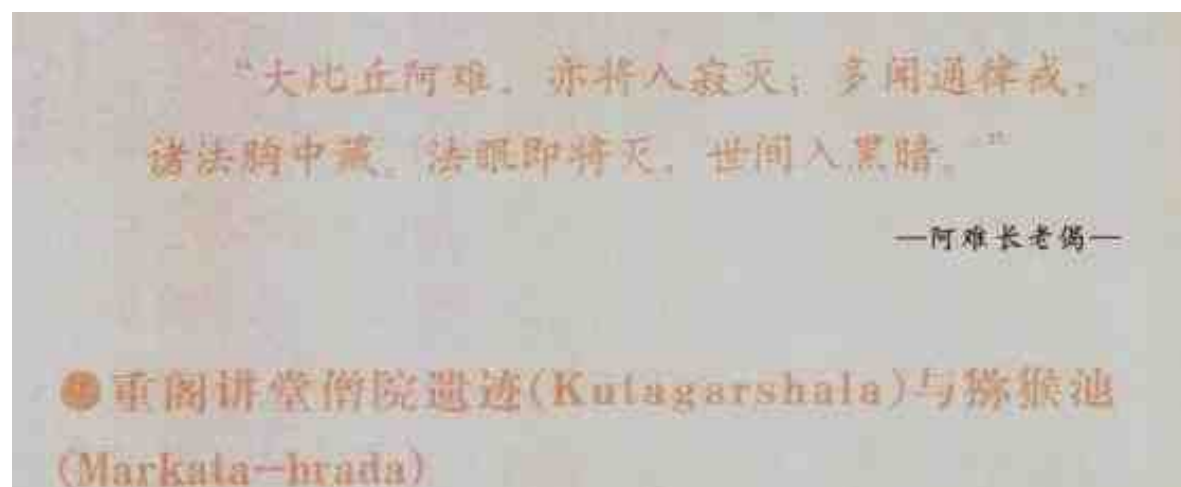 “大比丘阿难，亦将入寂灭；多闻通律戒，
诸法胸中藏。法眼即将灭，世间入黑暗。”
—阿难长老偈—
●重阁讲堂僧院遗迹(Kutagarshala)与猕猴池
(Markata-hrada)